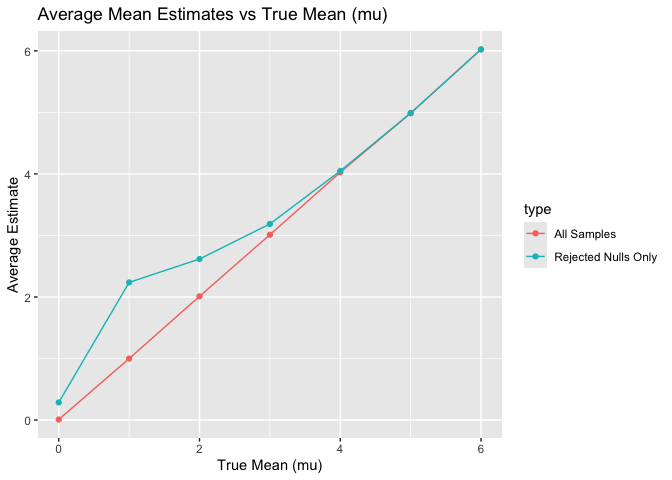 Average Mean Estimates vs True Mean (mu)
Average Estimate
6
4
2
0
0
2
4
6
True Mean (mu)
type
All Samples
Rejected Nulls Only